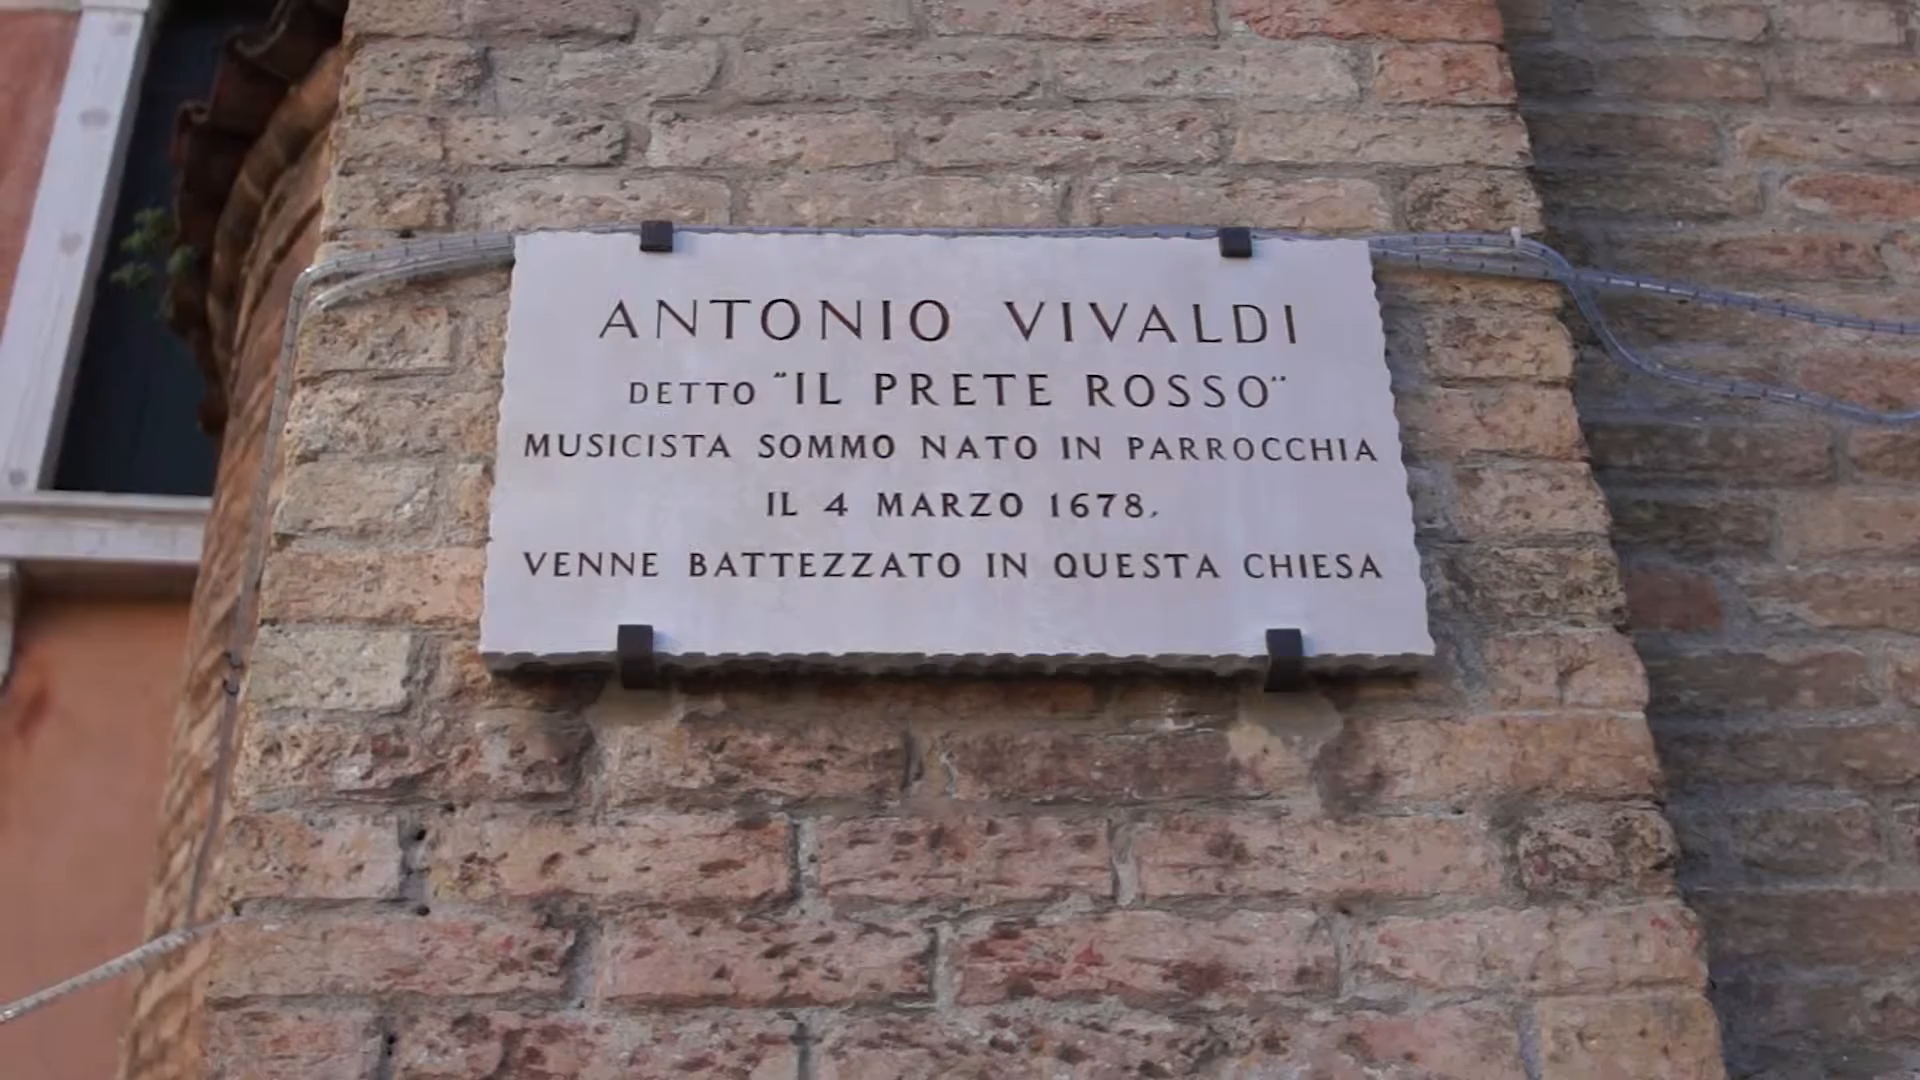 ANTONIO VIVALDI
DETTO "IL PRETE ROSSO"
MUSICISTA SOMMO NATO IN PARROCCHIA
IL 4 MARZO 1678.
VENNE BATTEZZATO IN QUESTA CHIESA